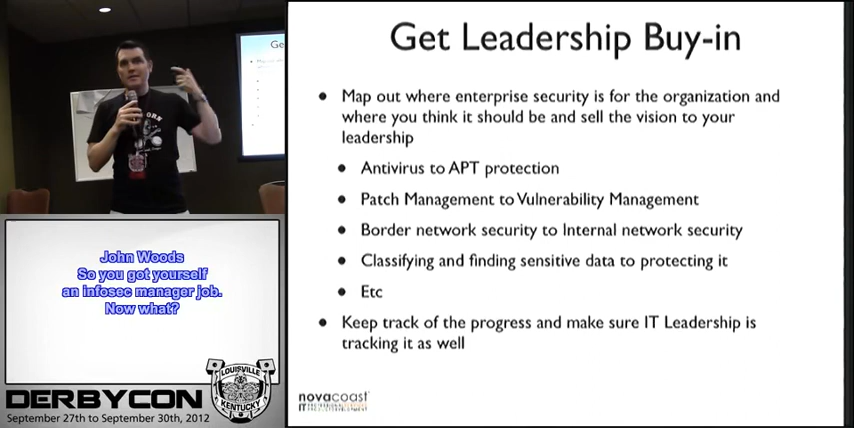 Get Leadership Buy-in
• Map out where enterprise security is for the organization and
where you think it should be and sell the vision to your
leadership
• Antivirus to APT protection
• Patch Management to Vulnerability Management
• Border network security to Internal network security
• Classifying and finding sensitive data to protecting it
• Etc
• Keep track of the progress and make sure IT Leadership is
tracking it as well
novacoast
IT
Ge
John Woods
So you got yourself
an infosec manager job.
Now what?
LOUISVILLE
KENTUCKY
DERBYCON
September 27th to September 30th, 2012